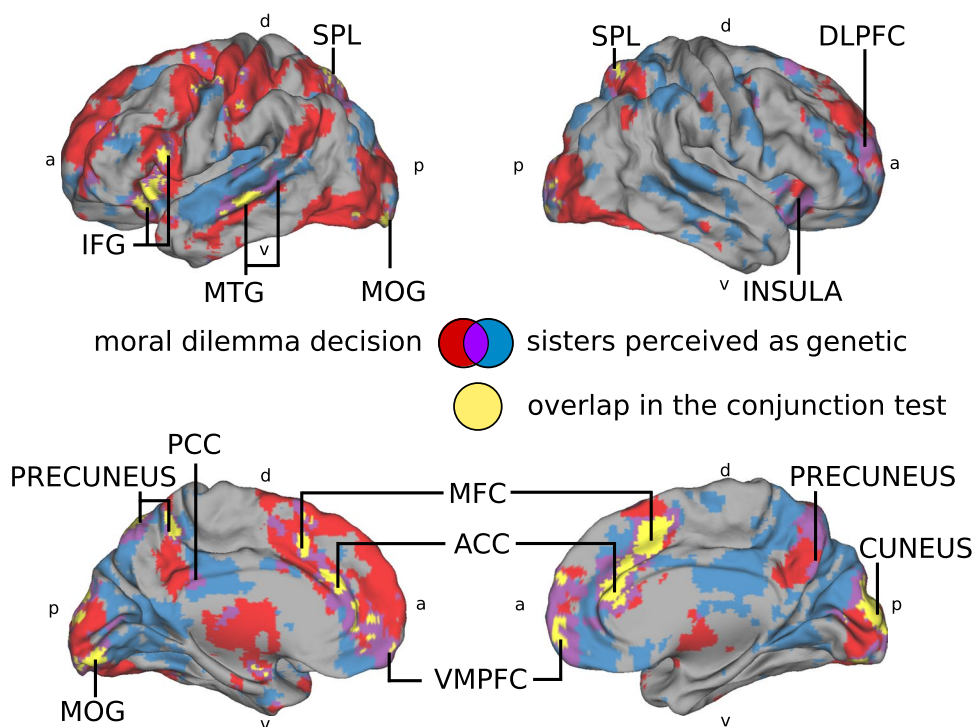 d
SPL
SPL
d
DLPFC
a
p
p
a
IFG
v
MTG
MOG
v
INSULA
moral dilemma decision
sisters perceived as genetic
overlap in the conjunction test
PCC
PRECUNEUS
d
MFC
d
PRECUNEUS
ACC
CUNEUS
p
a
a
p
VMPFC
MOG
v
v